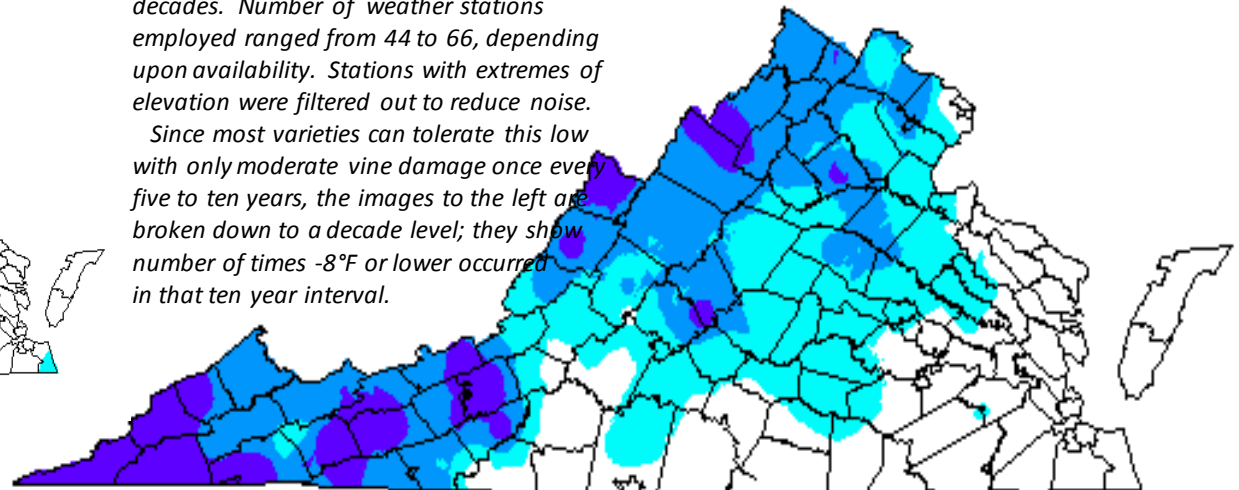 decades. Number of weather stations
employed ranged from 44 to 66, depending
upon availability. Stations with extremes of
elevation were filtered out to reduce noise.
Since most varieties can tolerate this low
with only moderate vine damage once every
five to ten years, the images to the left are
broken down to a decade level; they show
number of times -8°F or lower occurred
in that ten year interval.